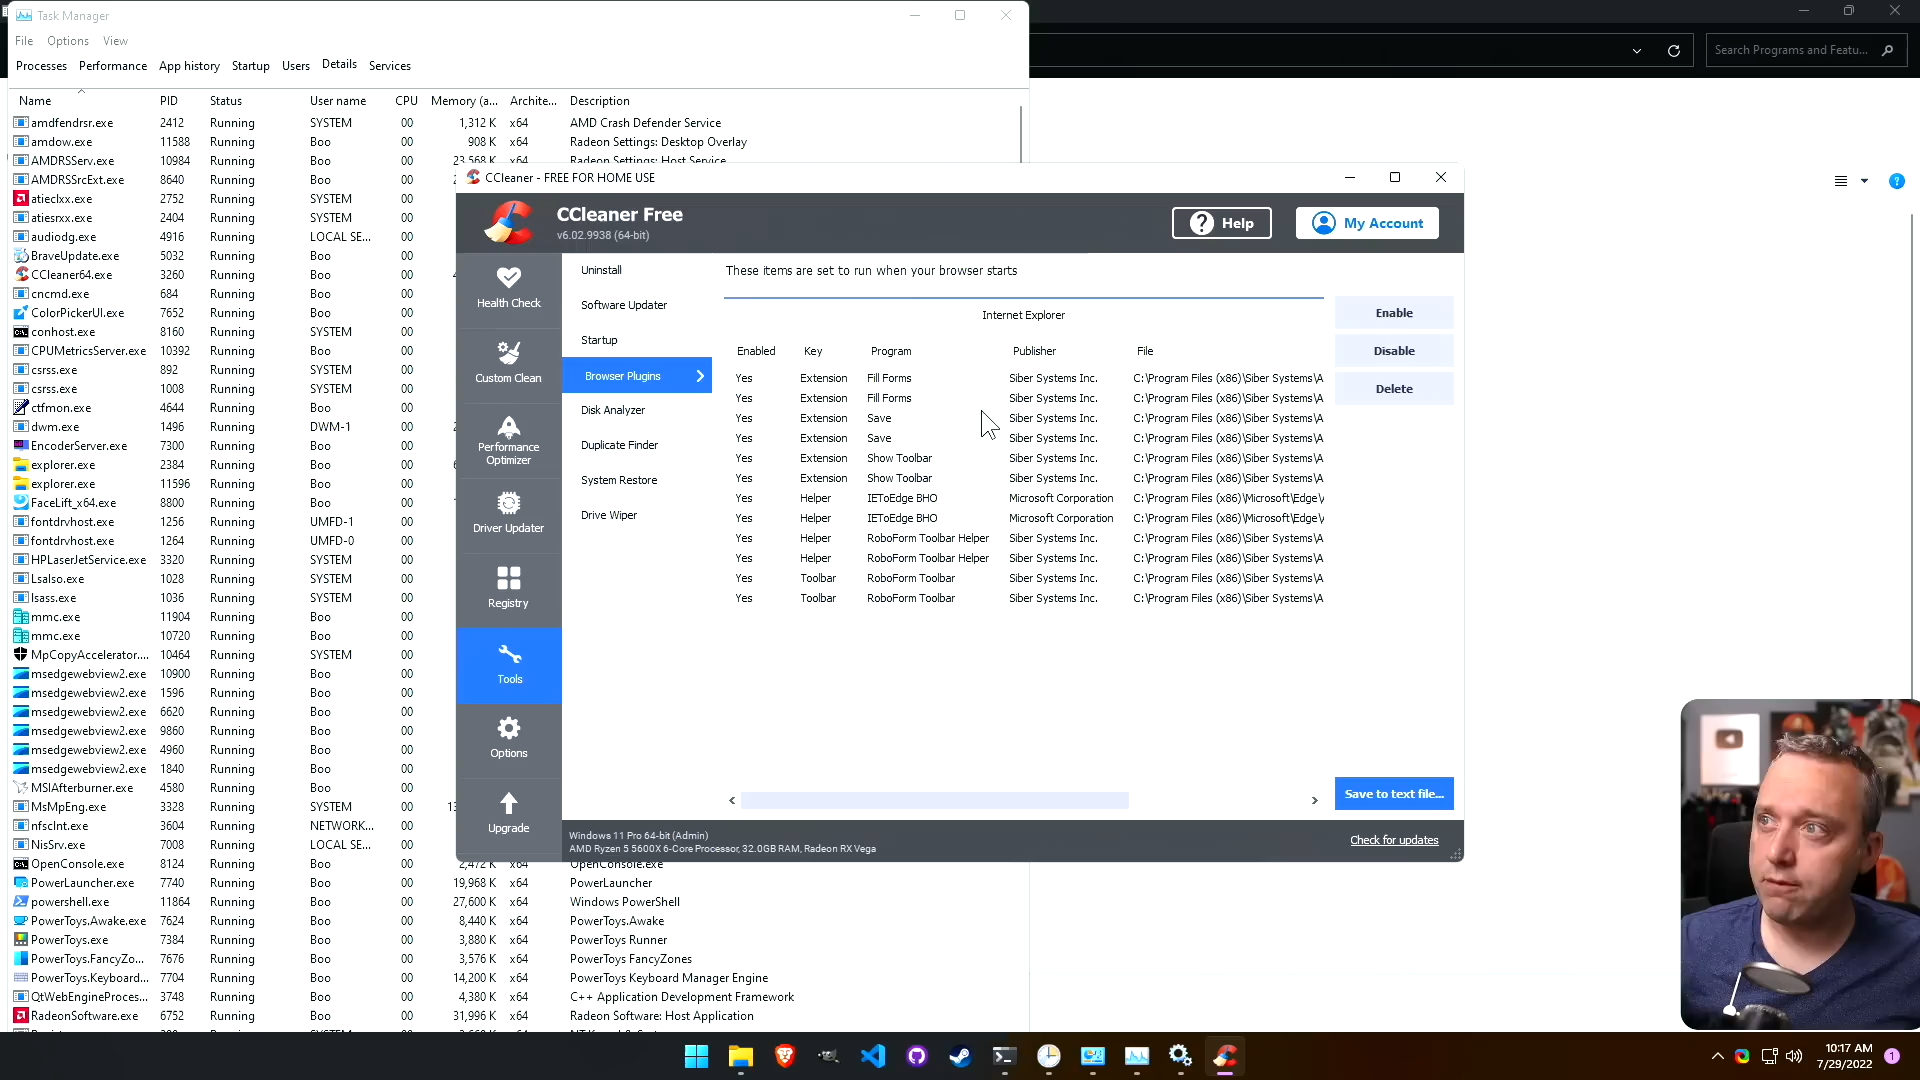 Task Manager
File Options View
Search Programs and Featu...
Processes Performance App history Startup Users Details Services
Name PID Status User name CPU Memory (a... Archite... Description
amdfendrsr.exe 2412 Running SYSTEM 00 1,312 K x64 AMD Crash Defender Service
amdow.exe 11588 Running Boo 00 908 K x64 Radeon Settings: Desktop Overlay
AMDRSServ.exe 10984 Running Boo 00 23,568 K x64 Radeon Settings: Host Service
AMDRSSrcExt.exe 8640 Running Boo 00
atieclxx.exe 2752 Running SYSTEM 00
atiesrxx.exe 2404 Running SYSTEM 00
audiodg.exe 4916 Running LOCAL SE... 00
BraveUpdate.exe 5032 Running Boo 00
CCleaner64.exe 3260 Running Boo 00
cncmd.exe 684 Running Boo 00
ColorPickerUI.exe 7652 Running Boo 00
conhost.exe 8160 Running SYSTEM 00
CPUMetricsServer.exe 10392 Running Boo 00
csrss.exe 892 Running SYSTEM 00
csrss.exe 1008 Running SYSTEM 00
ctfmon.exe 4644 Running Boo 00
dwm.exe 1496 Running DWM-1 00
EncoderServer.exe 7300 Running Boo 00
explorer.exe 2384 Running Boo 00
explorer.exe 11596 Running Boo 00
FaceLift_x64.exe 8800 Running Boo 00
fontdrvhost.exe 1256 Running UMFD-1 00
fontdrvhost.exe 1264 Running UMFD-0 00
HPLaserJetService.exe 3320 Running SYSTEM 00
LsaIso.exe 1028 Running SYSTEM 00
lsass.exe 1036 Running SYSTEM 00
mmc.exe 11904 Running Boo 00
mmc.exe 10720 Running Boo 00
MpCopyAccelerator.... 10464 Running SYSTEM 00
msedgewebview2.exe 10900 Running Boo 00
msedgewebview2.exe 1596 Running Boo 00
msedgewebview2.exe 6620 Running Boo 00
msedgewebview2.exe 9860 Running Boo 00
msedgewebview2.exe 4960 Running Boo 00
msedgewebview2.exe 1840 Running Boo 00
MSIAfterburner.exe 4580 Running Boo 00
MsMpEng.exe 3328 Running SYSTEM 00
nfsclnt.exe 3604 Running NETWORK... 00
NisSrv.exe 7008 Running LOCAL SE... 00
OpenConsole.exe 8124 Running Boo 00 2,472 K x64 OpenConsole.exe
PowerLauncher.exe 7740 Running Boo 00 19,968 K x64 PowerLauncher
powershell.exe 11864 Running Boo 00 27,600 K x64 Windows PowerShell
PowerToys.Awake.exe 7624 Running Boo 00 8,440 K x64 PowerToys.Awake
PowerToys.exe 7384 Running Boo 00 3,880 K x64 PowerToys Runner
PowerToys.FancyZo... 7676 Running Boo 00 3,576 K x64 PowerToys FancyZones
PowerToys.Keyboard... 7704 Running Boo 00 14,200 K x64 PowerToys Keyboard Manager Engine
QtWebEngineProces... 3748 Running Boo 00 4,380 K x64 C++ Application Development Framework
RadeonSoftware.exe 6752 Running Boo 00 31,996 K x64 Radeon Software: Host Application
CCleaner - FREE FOR HOME USE
CCleaner Free
v6.02.9938 (64-bit)
Help
My Account
Health Check
Custom Clean
Performance
Optimizer
Driver Updater
Registry
Tools
Options
Upgrade
Uninstall
Software Updater
Startup
Browser Plugins
Disk Analyzer
Duplicate Finder
System Restore
Drive Wiper
These items are set to run when your browser starts
Internet Explorer
Enabled Key Program Publisher File
Yes Extension Fill Forms Siber Systems Inc. C:\Program Files (x86)\Siber Systems\A
Yes Extension Fill Forms Siber Systems Inc. C:\Program Files (x86)\Siber Systems\A
Yes Extension Save Siber Systems Inc. C:\Program Files (x86)\Siber Systems\A
Yes Extension Save Siber Systems Inc. C:\Program Files (x86)\Siber Systems\A
Yes Extension Show Toolbar Siber Systems Inc. C:\Program Files (x86)\Siber Systems\A
Yes Extension Show Toolbar Siber Systems Inc. C:\Program Files (x86)\Siber Systems\A
Yes Helper IEToEdge BHO Microsoft Corporation C:\Program Files (x86)\Microsoft\Edge\
Yes Helper IEToEdge BHO Microsoft Corporation C:\Program Files (x86)\Microsoft\Edge\
Yes Helper RoboForm Toolbar Helper Siber Systems Inc. C:\Program Files (x86)\Siber Systems\A
Yes Helper RoboForm Toolbar Helper Siber Systems Inc. C:\Program Files (x86)\Siber Systems\A
Yes Toolbar RoboForm Toolbar Siber Systems Inc. C:\Program Files (x86)\Siber Systems\A
Yes Toolbar RoboForm Toolbar Siber Systems Inc. C:\Program Files (x86)\Siber Systems\A
Enable
Disable
Delete
Save to text file...
Windows 11 Pro 64-bit (Admin)
AMD Ryzen 5 5600X 6-Core Processor, 32.0GB RAM, Radeon RX Vega
Check for updates
10:17 AM
7/29/2022
1